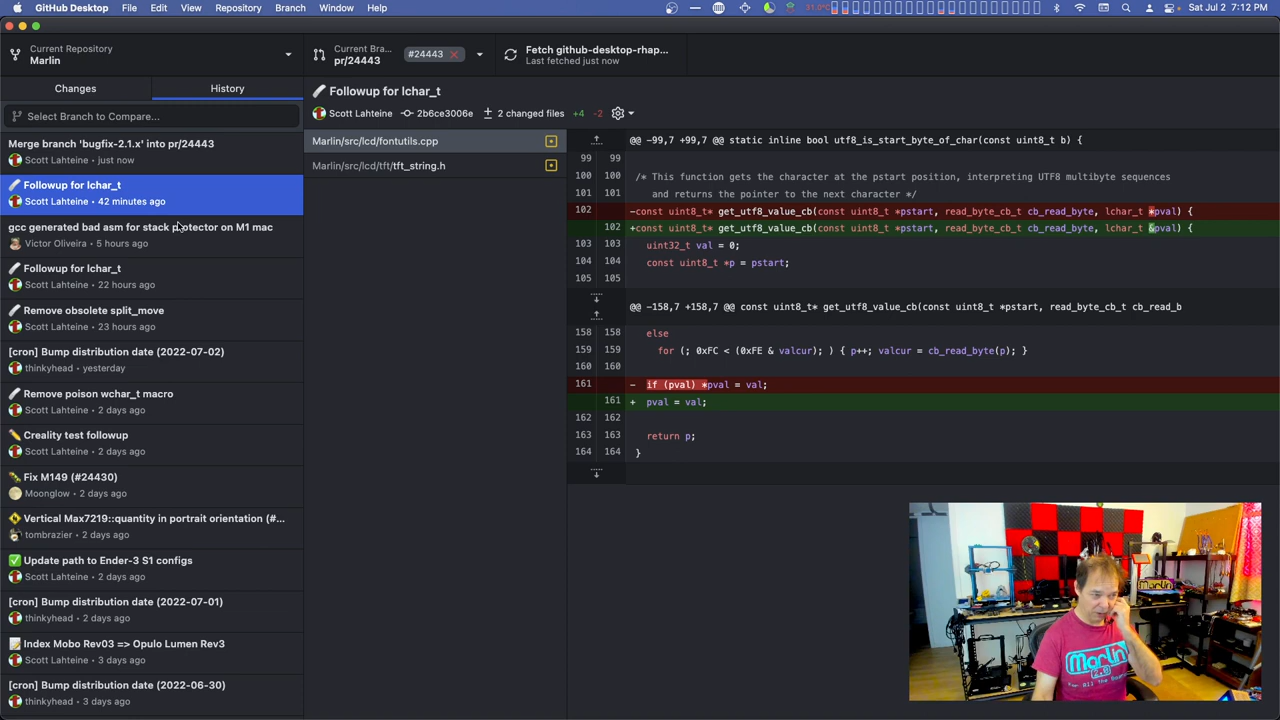 GitHub Desktop File Edit View Repository Branch Window Help
31.0°C
Sat Jul 2 7:12 PM
Current Repository
Marlin
Current Bra...
pr/24443
#24443
Fetch github-desktop-rhap...
Last fetched just now
Changes
History
Select Branch to Compare...
Merge branch 'bugfix-2.1.x' into pr/24443
Scott Lahteine • just now
Followup for lchar_t
Scott Lahteine • 42 minutes ago
gcc generated bad asm for stack protector on M1 mac
Victor Oliveira • 5 hours ago
Followup for lchar_t
Scott Lahteine • 22 hours ago
Remove obsolete split_move
Scott Lahteine • 23 hours ago
[cron] Bump distribution date (2022-07-02)
thinkyhead • yesterday
Remove poison wchar_t macro
Scott Lahteine • 2 days ago
Creality test followup
Scott Lahteine • 2 days ago
Fix M149 (#24430)
Moonglow • 2 days ago
Vertical Max7219::quantity in portrait orientation (#...
tombrazier • 2 days ago
Update path to Ender-3 S1 configs
Scott Lahteine • 2 days ago
[cron] Bump distribution date (2022-07-01)
thinkyhead • 2 days ago
Index Mobo Rev03 => Opulo Lumen Rev3
Scott Lahteine • 3 days ago
[cron] Bump distribution date (2022-06-30)
thinkyhead • 3 days ago
Followup for lchar_t
Scott Lahteine 2b6ce3006e 2 changed files +4 -2
Marlin/src/lcd/fontutils.cpp
Marlin/src/lcd/tft/tft_string.h
@@ -99,7 +99,7 @@ static inline bool utf8_is_start_byte_of_char(const uint8_t b) {
99 99
100 100 /* This function gets the character at the pstart position, interpreting UTF8 multibyte sequences
101 101 and returns the pointer to the next character */
102 -const uint8_t* get_utf8_value_cb(const uint8_t *pstart, read_byte_cb_t cb_read_byte, lchar_t *pval) {
102 +const uint8_t* get_utf8_value_cb(const uint8_t *pstart, read_byte_cb_t cb_read_byte, lchar_t &pval) {
103 103 uint32_t val = 0;
104 104 const uint8_t *p = pstart;
105 105
@@ -158,7 +158,7 @@ const uint8_t* get_utf8_value_cb(const uint8_t *pstart, read_byte_cb_t cb_read_b
158 158 else
159 159 for (; 0xFC < (0xFE & valcur); ) { p++; valcur = cb_read_byte(p); }
160 160
161 - if (pval) *pval = val;
161 + pval = val;
162 162
163 163 return p;
164 164 }
Marlin
Marlin